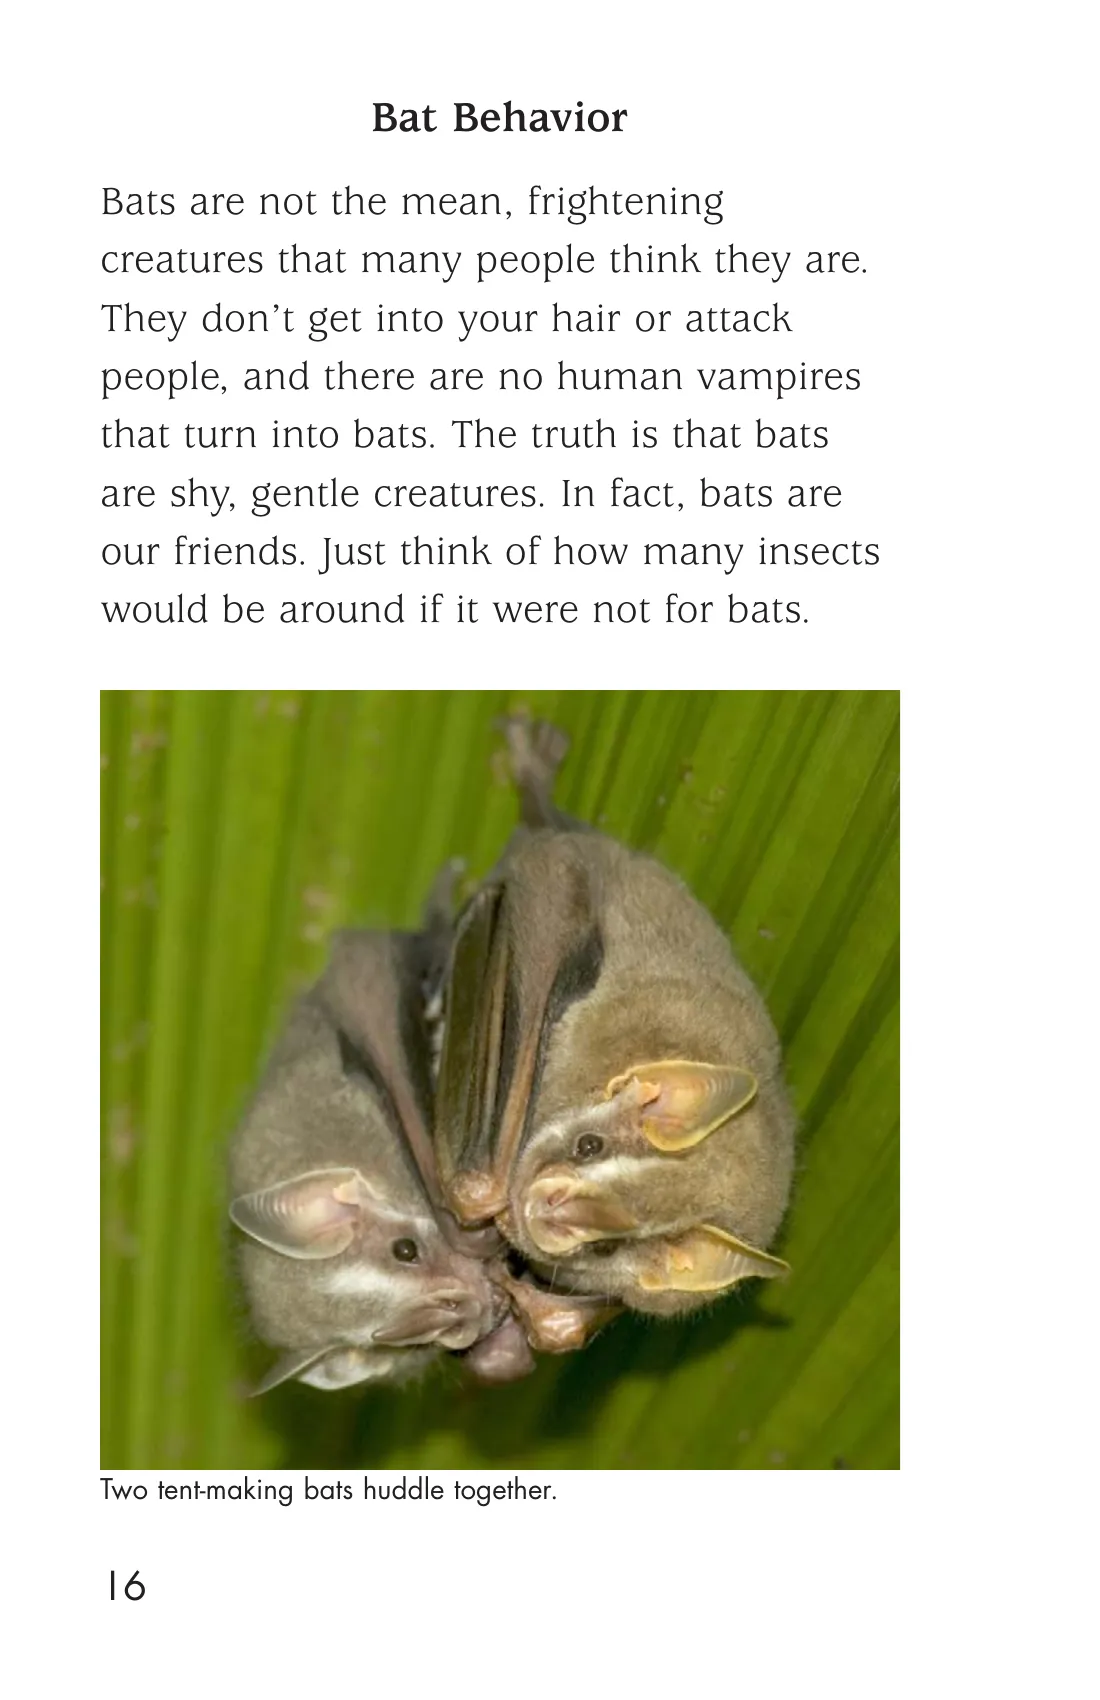 Bat Behavior
Bats are not the mean, frightening
creatures that many people think they are.
They don’t get into your hair or attack
people, and there are no human vampires
that turn into bats. The truth is that bats
are shy, gentle creatures. In fact, bats are
our friends. Just think of how many insects
would be around if it were not for bats.
Two tent-making bats huddle together.
16